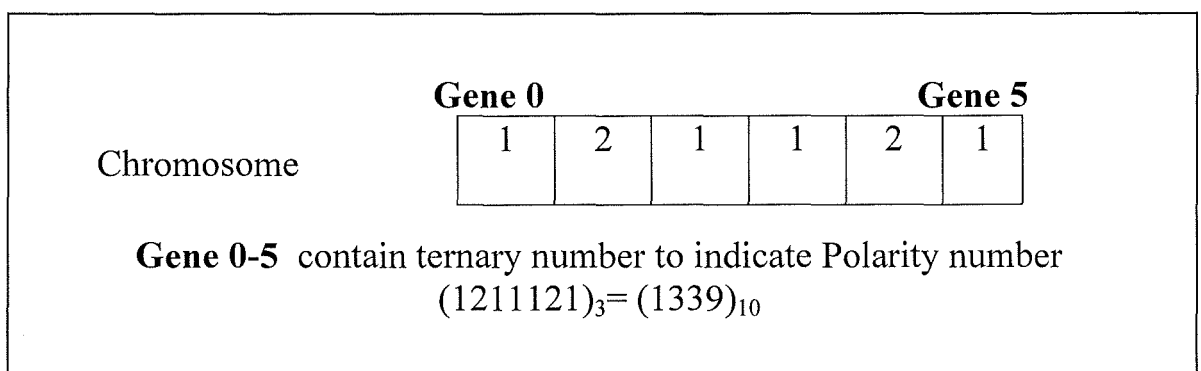 Gene 0 Gene 5
1 2 1 1 2 1
Chromosome
Gene 0-5 contain ternary number to indicate Polarity number
(1211121)₃= (1339)₁₀